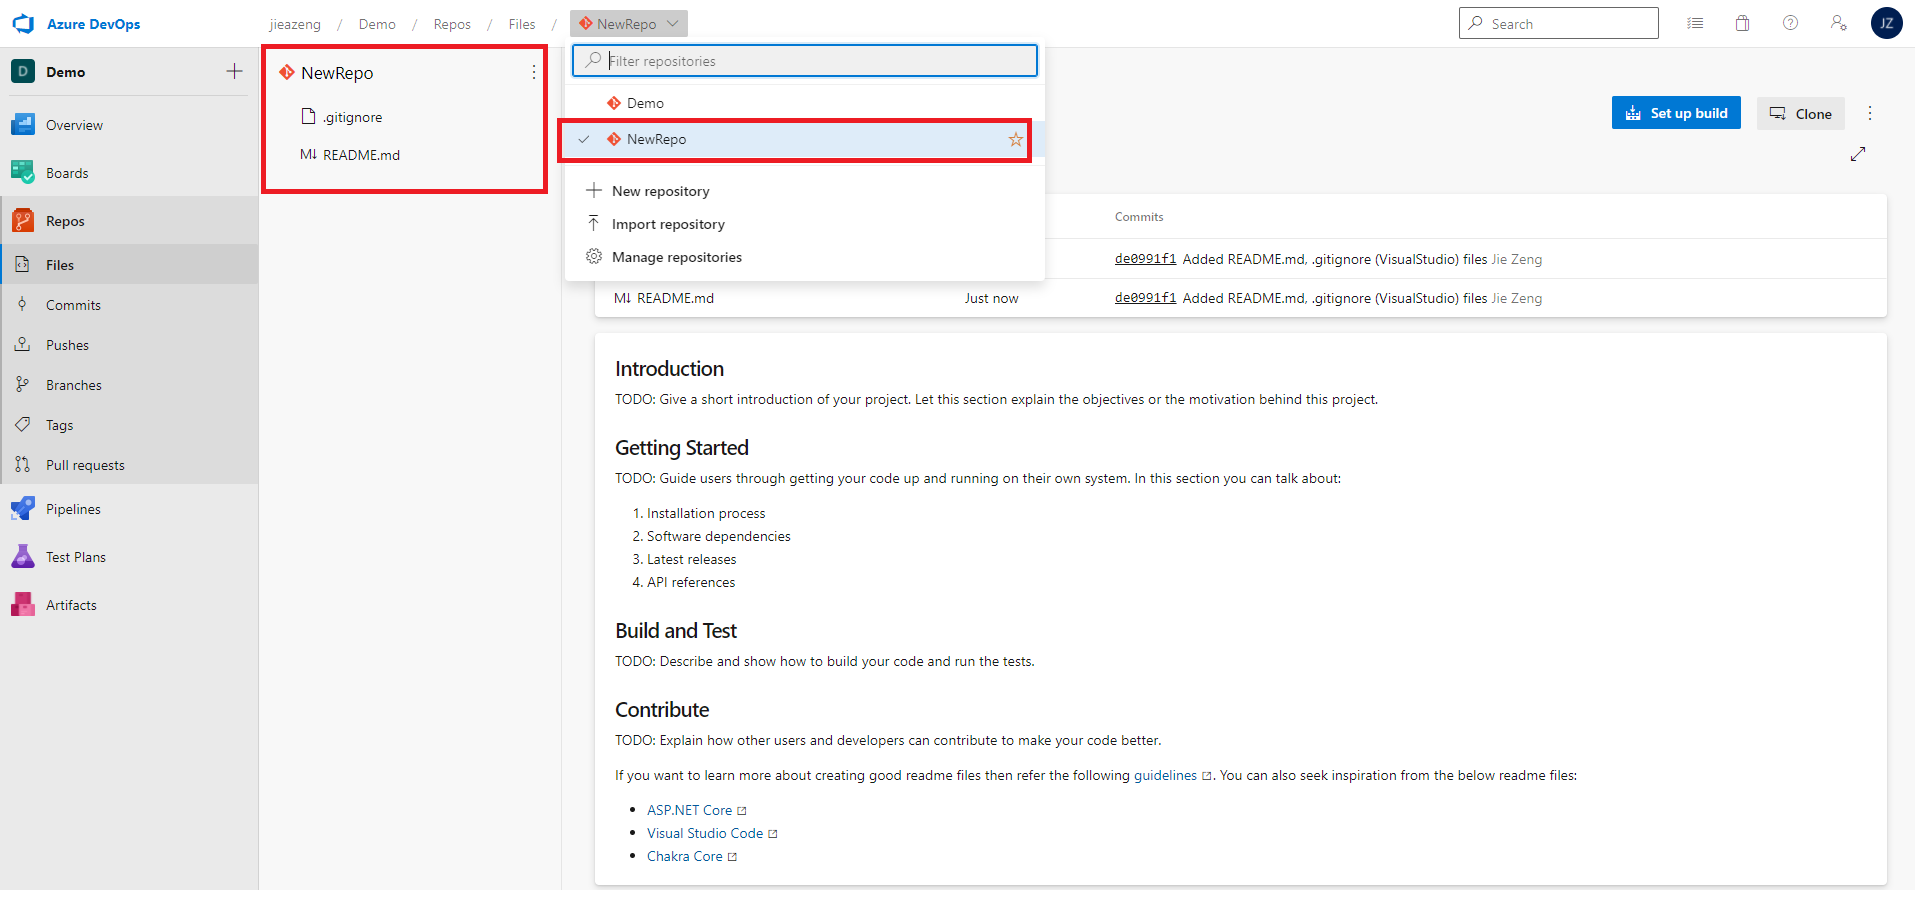 Azure DevOps
jieazeng / Demo / Repos / Files / NewRepo
Search
JZ
D Demo
Overview
Boards
Repos
Files
Commits
Pushes
Branches
Tags
Pull requests
Pipelines
Test Plans
Artifacts
NewRepo
.gitignore
M↓ README.md
Filter repositories
Demo
NewRepo
New repository
Import repository
Manage repositories
Set up build
Clone
Commits
de0991f1 Added README.md, .gitignore (VisualStudio) files Jie Zeng
M↓ README.md Just now de0991f1 Added README.md, .gitignore (VisualStudio) files Jie Zeng
Introduction
TODO: Give a short introduction of your project. Let this section explain the objectives or the motivation behind this project.
Getting Started
TODO: Guide users through getting your code up and running on their own system. In this section you can talk about:
1. Installation process
2. Software dependencies
3. Latest releases
4. API references
Build and Test
TODO: Describe and show how to build your code and run the tests.
Contribute
TODO: Explain how other users and developers can contribute to make your code better.
If you want to learn more about creating good readme files then refer the following guidelines. You can also seek inspiration from the below readme files:
• ASP.NET Core
• Visual Studio Code
• Chakra Core